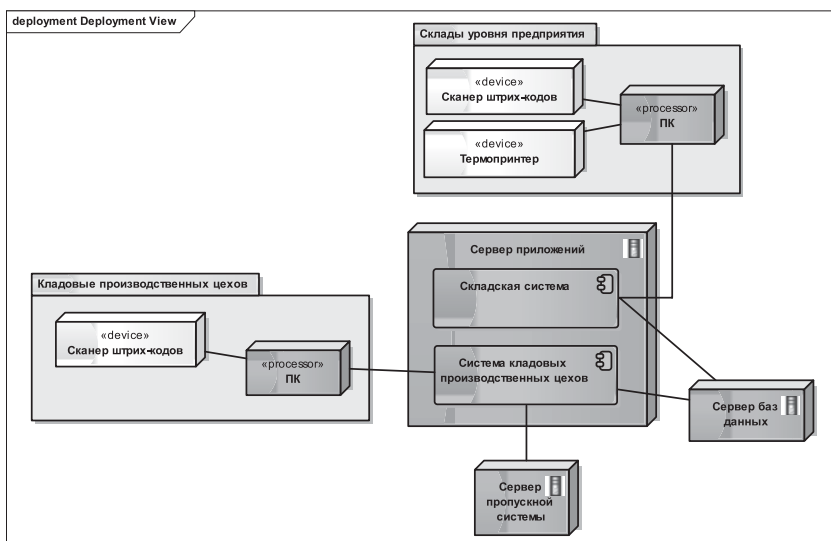 deployment Deployment View
Склады уровня предприятия
«device»
Сканер штрих-кодов
«processor»
ПК
«device»
Термопринтер
Сервер приложений
Складская система
Кладовые производственных цехов
«device»
Сканер штрих-кодов
«processor»
ПК
Система кладовых
производственных цехов
Сервер баз
данных
Сервер
пропускной
системы